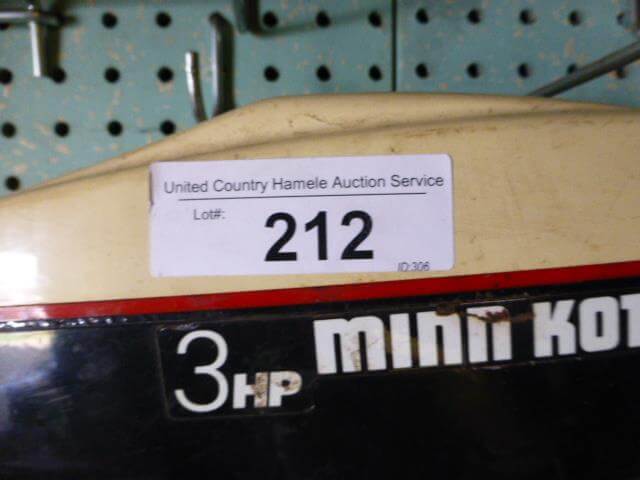 United Country Hamele Auction Service
Lot#:
212
ID:306
3HP MINN KOT